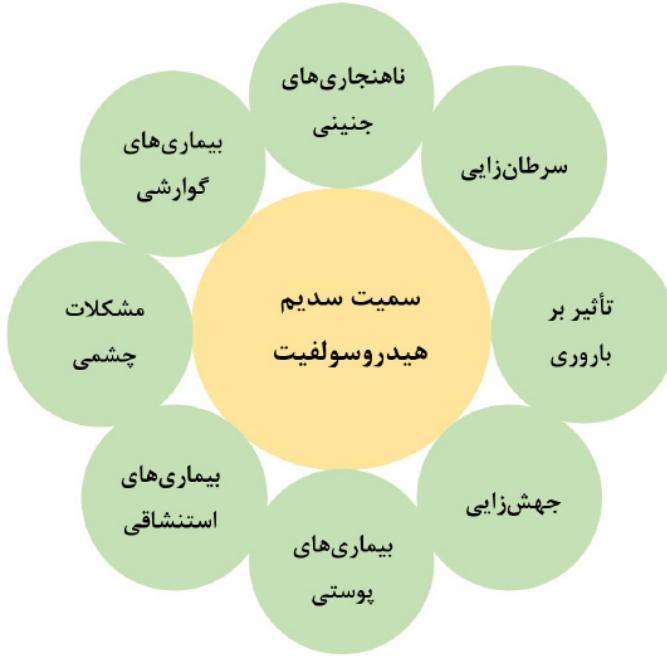 سمیت سدیم
هیدروسولفیت
ناهنجاری‌های
جنینی
سرطان‌زایی
تأثیر بر
باروری
جهش‌زایی
بیماری‌های
پوستی
بیماری‌های
استنشاقی
مشکلات
چشمی
بیماری‌های
گوارشی